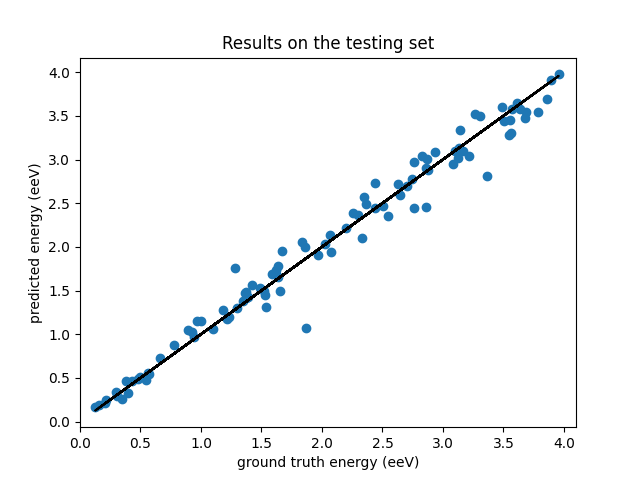 Results on the testing set
4.0
3.5
3.0
2.5
2.0
1.5
1.0
0.5
0.0
predicted energy (eeV)
0.0 0.5 1.0 1.5 2.0 2.5 3.0 3.5 4.0
ground truth energy (eeV)